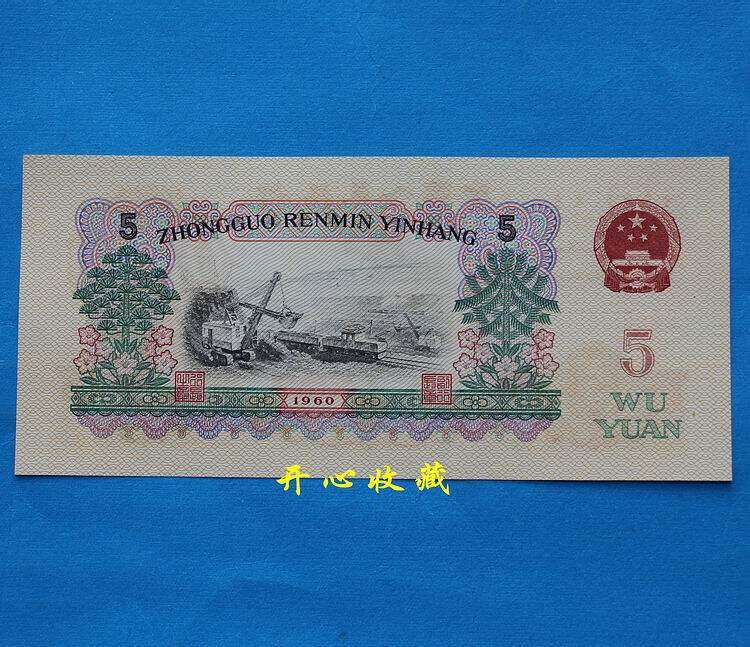 ZHONGGUO RENMIN YINHANG
5
5
1960
5
WU
YUAN
开心收藏